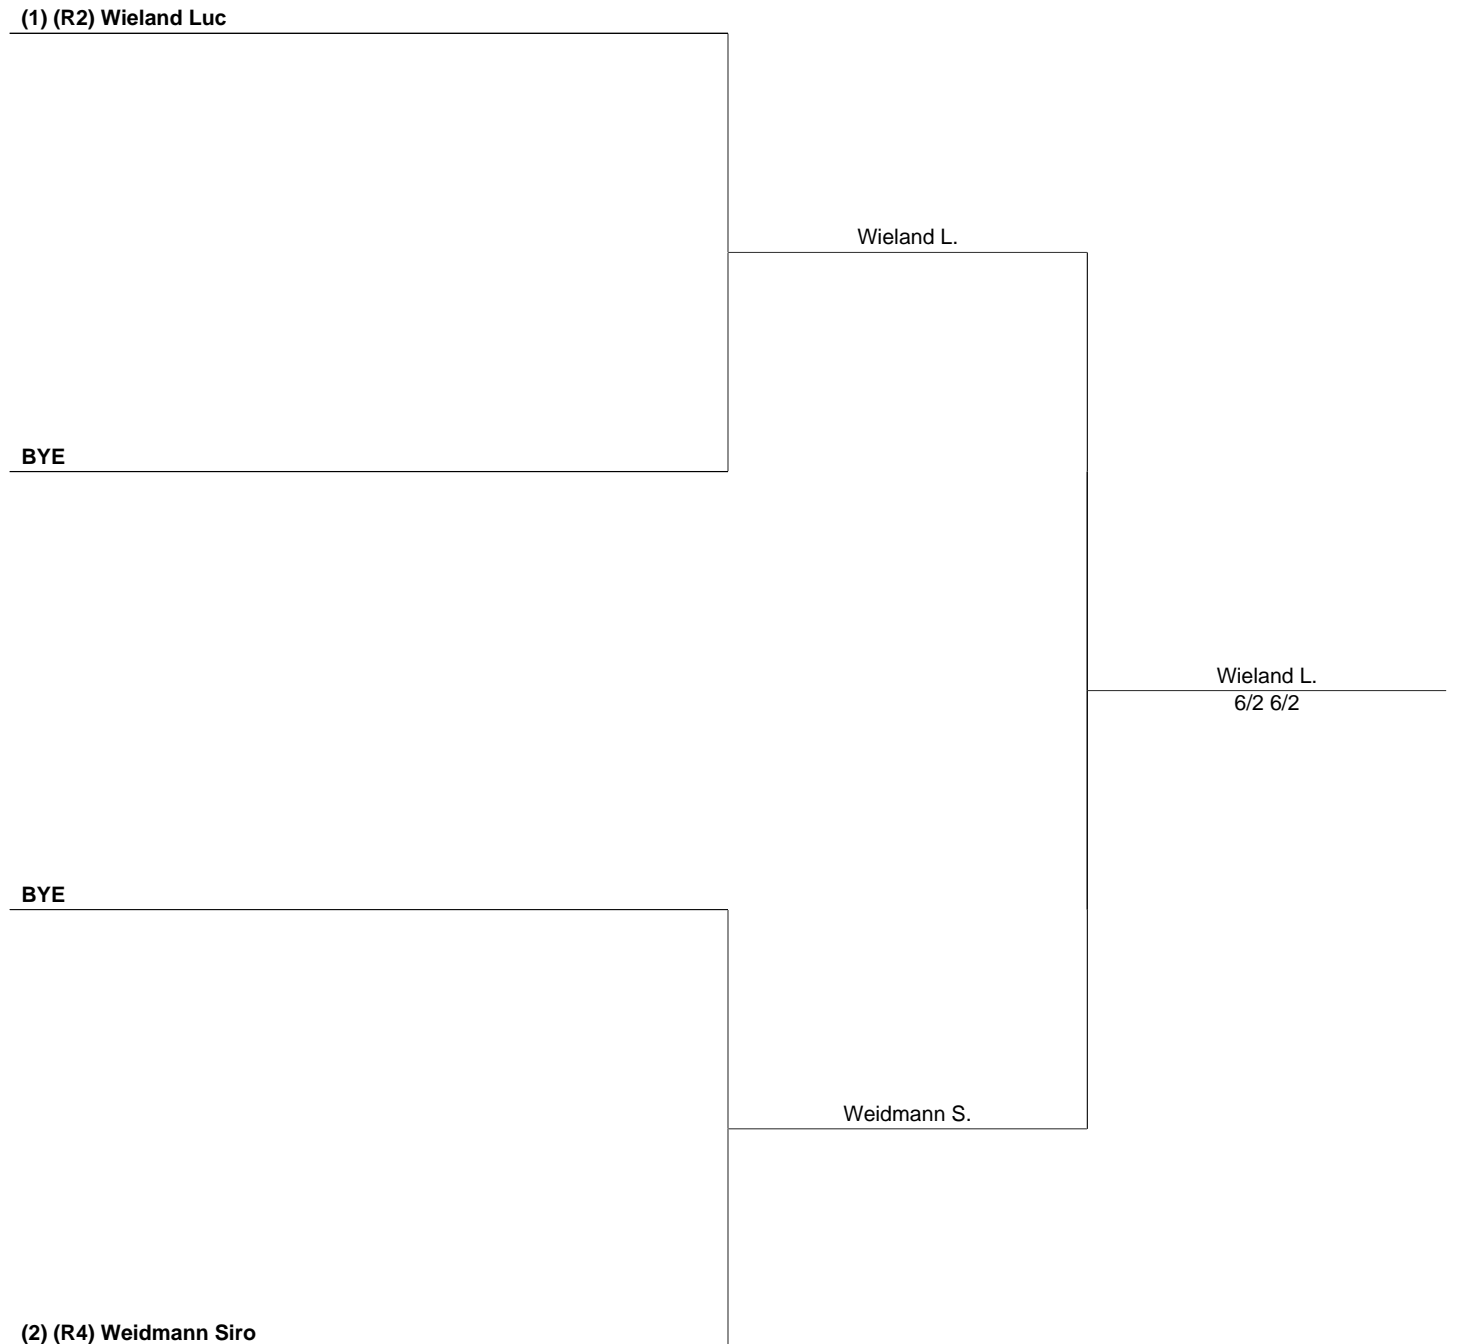 (1) (R2) Wieland Luc
Wieland L.
BYE
Wieland L.
6/2 6/2
BYE
Weidmann S.
(2) (R4) Weidmann Siro